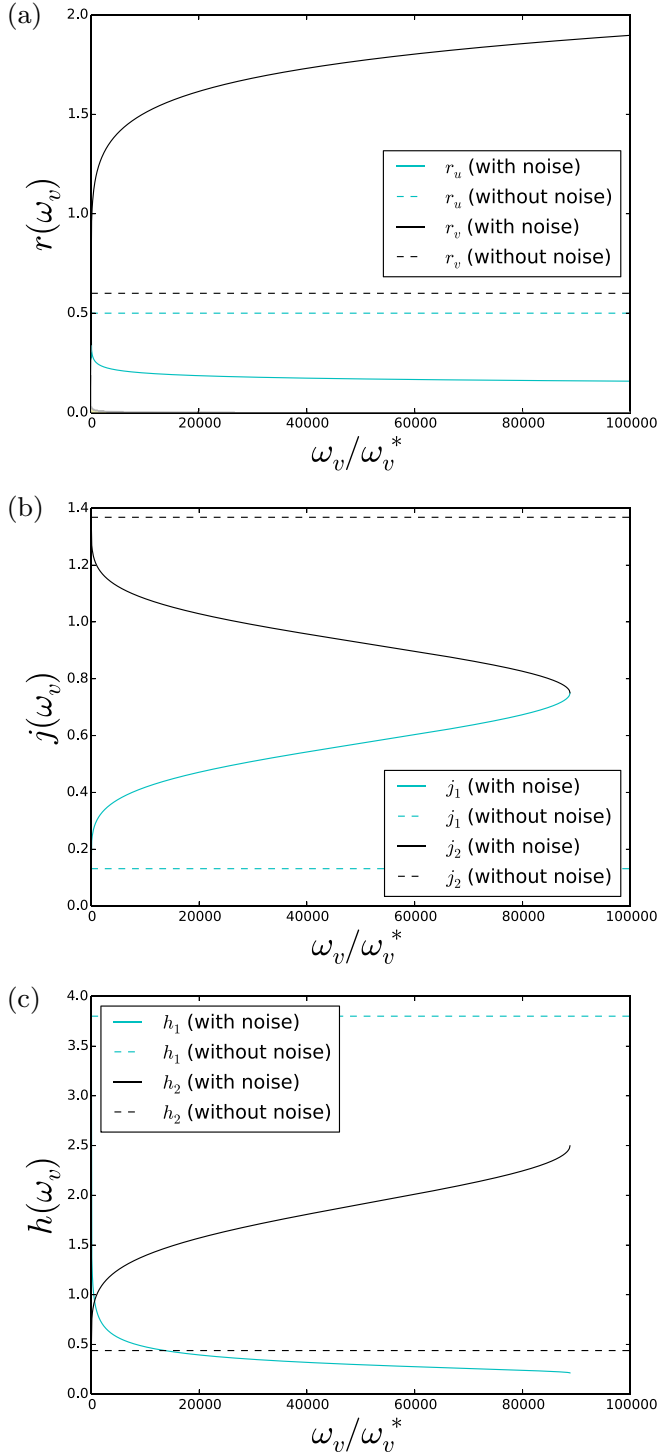 (a)
2.0
1.5
1.0
0.5
0.0
r(ω_v)
r_u (with noise)
r_u (without noise)
r_v (with noise)
r_v (without noise)
0 20000 40000 60000 80000 100000
ω_v/ω_v*
(b)
1.4
1.2
1.0
0.8
0.6
0.4
0.2
0.0
j(ω_v)
j_1 (with noise)
j_1 (without noise)
j_2 (with noise)
j_2 (without noise)
0 20000 40000 60000 80000 100000
ω_v/ω_v*
(c)
4.0
3.5
3.0
2.5
2.0
1.5
1.0
0.5
0.0
h(ω_v)
h_1 (with noise)
h_1 (without noise)
h_2 (with noise)
h_2 (without noise)
0 20000 40000 60000 80000 100000
ω_v/ω_v*